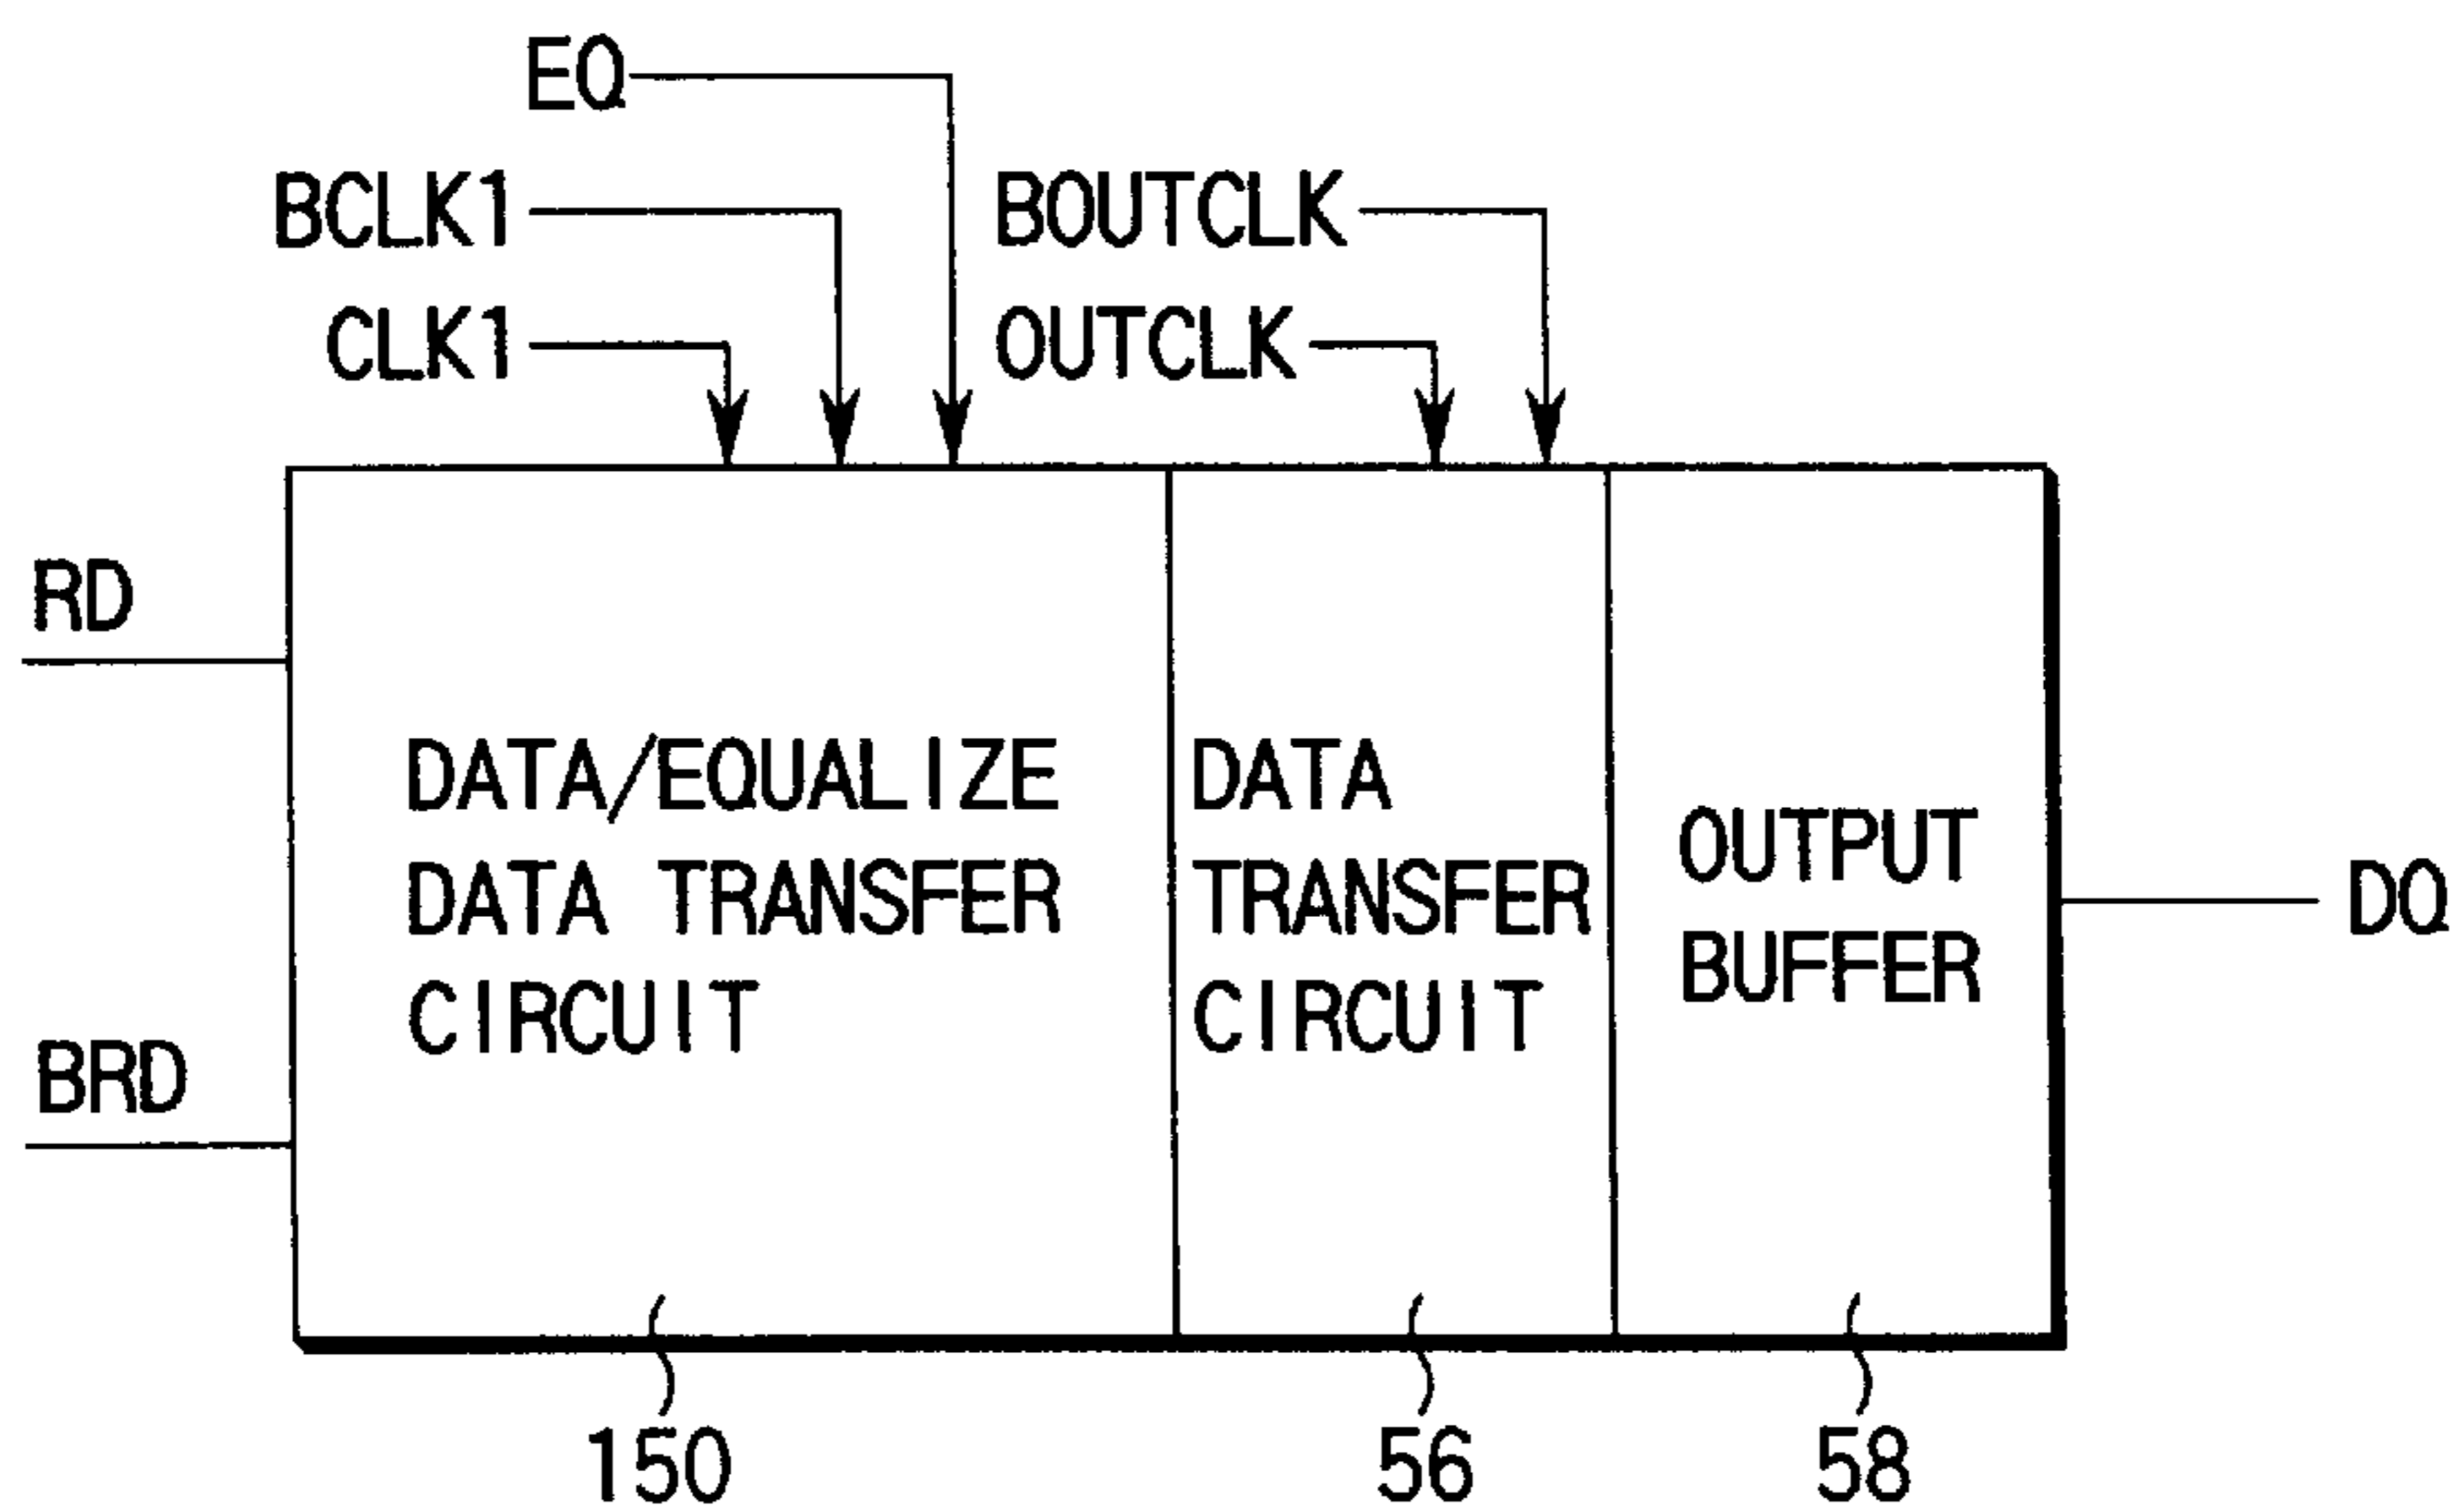 EQ
BCLK1
BOUTCLK
CLK1
OUTCLK
RD
BRD
DATA/EQUALIZE
DATA TRANSFER
CIRCUIT
DATA
TRANSFER
CIRCUIT
OUTPUT
BUFFER
DQ
150
56
58